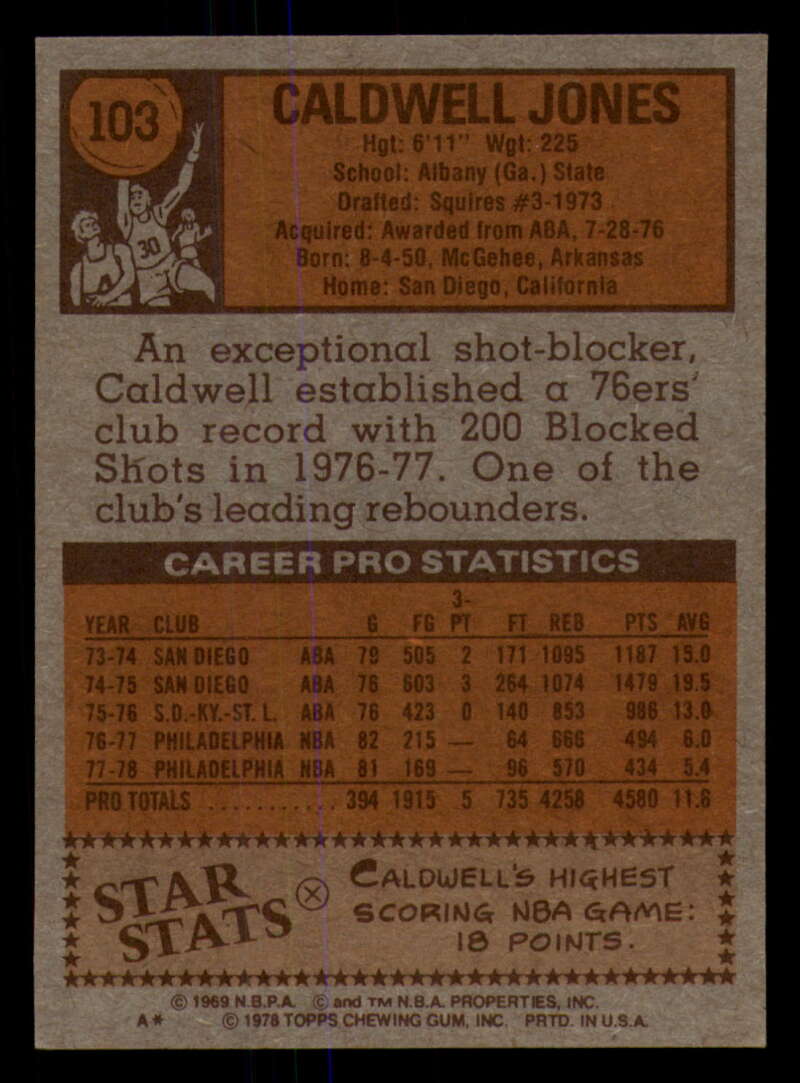 103
CALDWELL JONES
Hgt: 6'11" Wgt: 225
School: Albany (Ga.) State
Drafted: Squires #3-1973
Acquired: Awarded from ABA, 7-28-76
Born: 8-4-50, McGehee, Arkansas
Home: San Diego, California
30
An exceptional shot-blocker,
Caldwell established a 76ers'
club record with 200 Blocked
Shots in 1976-77. One of the
club's leading rebounders.
CAREER PRO STATISTICS
YEAR CLUB G FG 3-PT FT REB PTS AVG
73-74 SAN DIEGO ABA 79 505 2 171 1095 1187 15.0
74-75 SAN DIEGO ABA 76 603 3 264 1074 1479 19.5
75-76 S.D.-KY.-ST. L. ABA 76 423 0 140 853 986 13.0
76-77 PHILADELPHIA NBA 82 215 — 64 666 494 6.0
77-78 PHILADELPHIA NBA 81 169 — 96 570 434 5.4
PRO TOTALS ........... 394 1915 5 735 4258 4580 11.6
STAR STATS
CALDWELL'S HIGHEST
SCORING NBA GAME:
18 POINTS.
© 1969 N.B.P.A. © and TM N.B.A. PROPERTIES, INC.
A* © 1978 TOPPS CHEWING GUM, INC. PRTD. IN U.S.A.